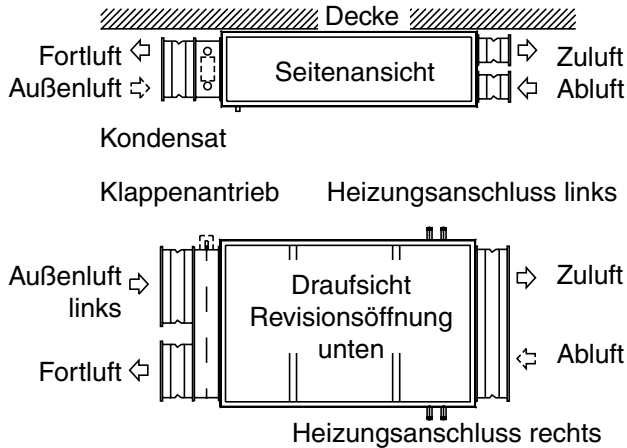 Decke
Fortluft
Zuluft
Seitenansicht
Außenluft
Abluft
Kondensat
Klappenantrieb
Heizungsanschluss links
Außenluft
links
Zuluft
Draufsicht
Revisionsöffnung
unten
Fortluft
Abluft
Heizungsanschluss rechts